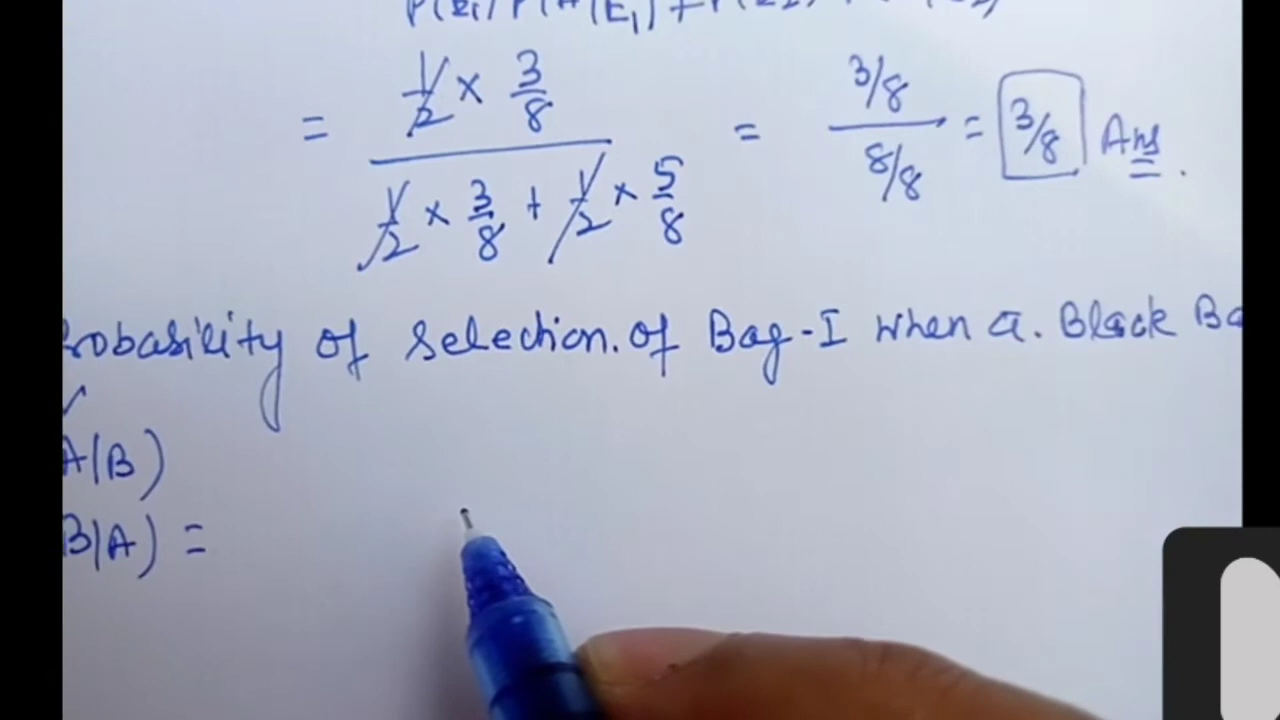 = 1/2 × 3/8 / 1/2 × 3/8 + 1/2 × 5/8 = 3/8 / 8/8 = 3/8 Ans.
robability of selection. of Bag-I when a. Black Ba
A|B)
B|A) =